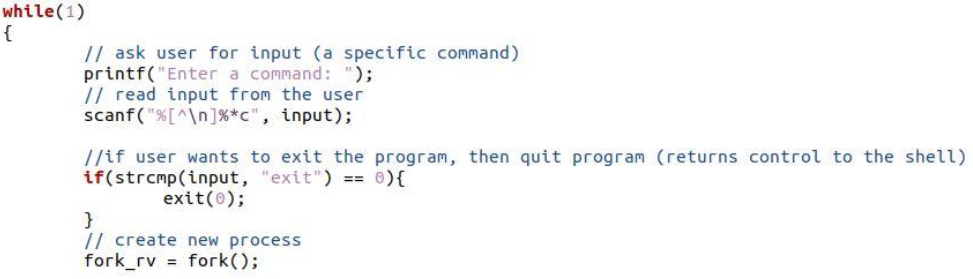 while(1)
{
// ask user for input (a specific command)
printf("Enter a command: ");
// read input from the user
scanf("%[^\n]%*c", input);
//if user wants to exit the program, then quit program (returns control to the shell)
if(strcmp(input, "exit") == 0){
exit(0);
}
// create new process
fork_rv = fork();